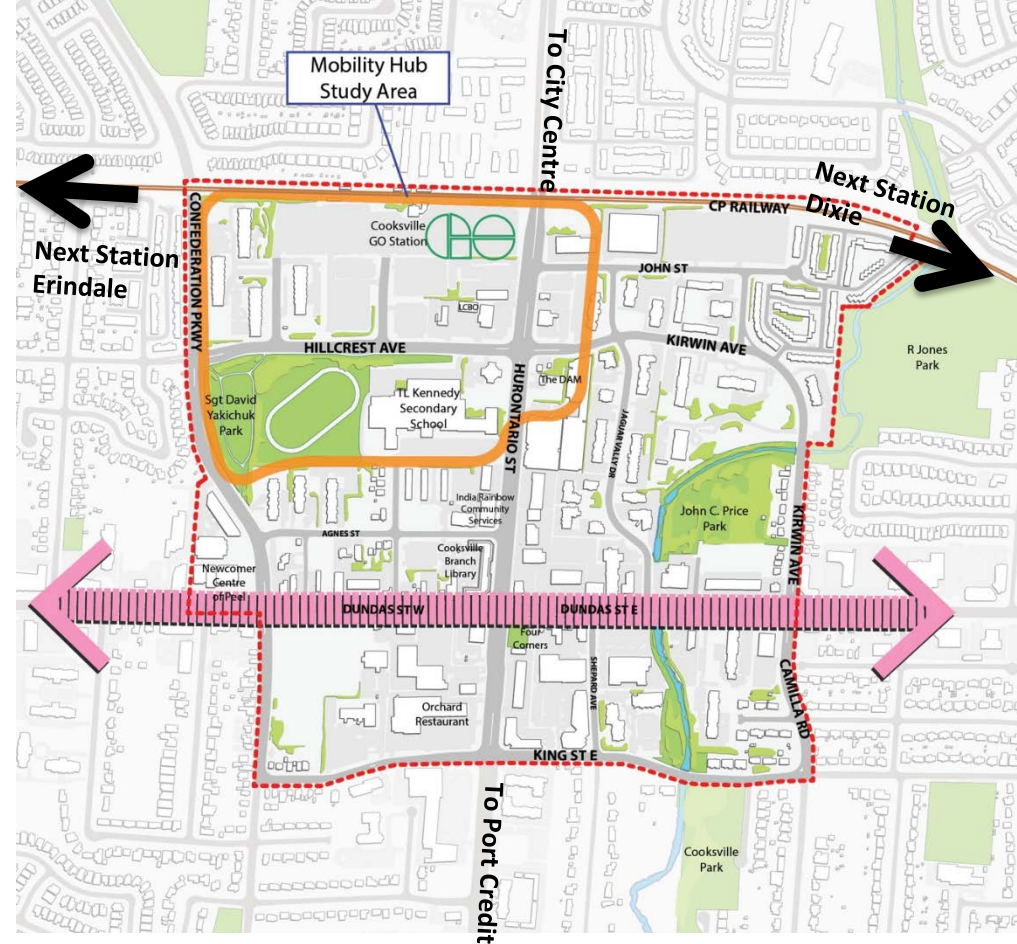 To City Centre
Mobility Hub
Study Area
Next Station
Dixie
CP RAILWAY
CONFEDERATION PKWY
Cooksville
GO Station
GO
Next Station
Erindale
JOHN ST
LCBO
HILLCREST AVE
KIRWIN AVE
R Jones
Park
HURONTARIO ST
The DAM
Sgt David
Yakichuk
Park
TL Kennedy
Secondary
School
JAGUAR VALLEY DR
India Rainbow
Community
Services
John C. Price
Park
KIRWIN AVE
AGNES ST
Cooksville
Branch
Library
Newcomer
Centre
of Peel
DUNDAS ST W
DUNDAS ST E
Four
Corners
SHEPARD AVE
CAMILLA RD
Orchard
Restaurant
KING ST E
To Port Credit
Cooksville
Park